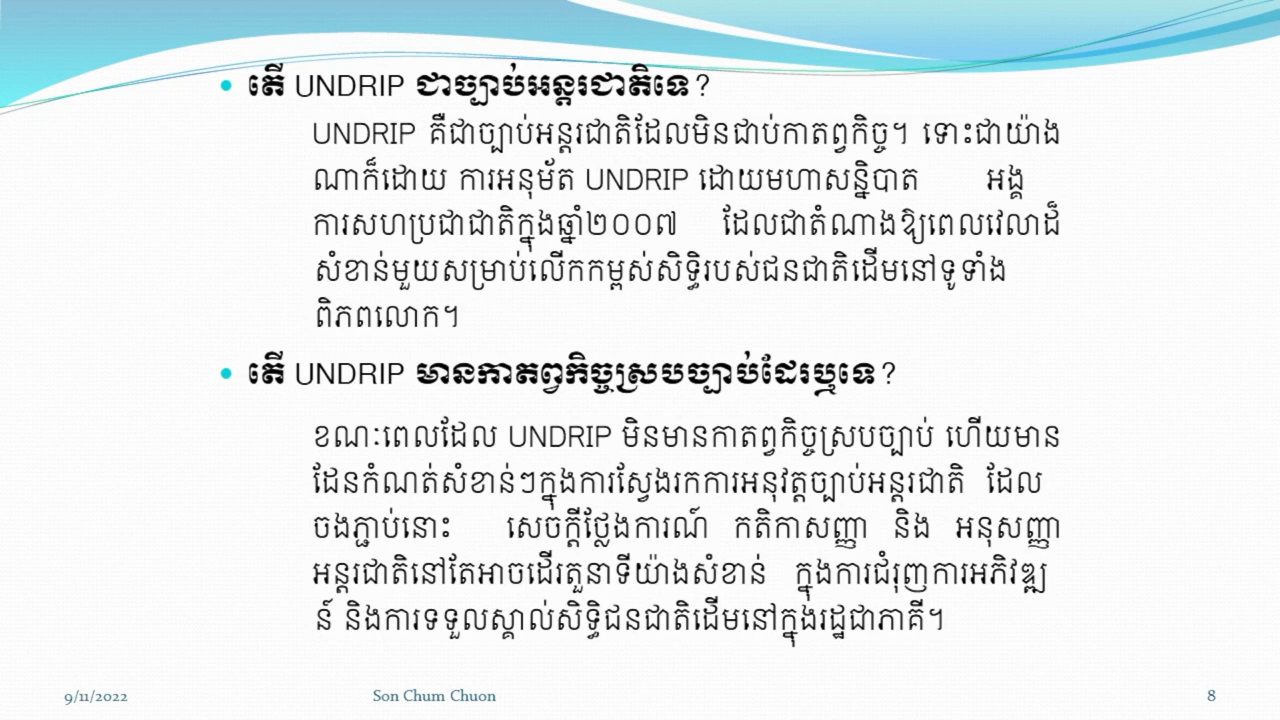 • តើ UNDRIP ជាច្បាប់អន្តរជាតិទេ?
UNDRIP គឺជាច្បាប់អន្តរជាតិដែលមិនជាប់កាតព្វកិច្ច។ ទោះជាយ៉ាង
ណាក៏ដោយ ការអនុម័ត UNDRIP ដោយមហាសន្និបាត អង្គ
ការសហប្រជាជាតិក្នុងឆ្នាំ២០០៧ ដែលជាតំណាងឱ្យពេលវេលាដ៏
សំខាន់មួយសម្រាប់លើកកម្ពស់សិទ្ធិរបស់ជនជាតិដើមនៅទូទាំង
ពិភពលោក។
• តើ UNDRIP មានកាតព្វកិច្ចស្របច្បាប់ដែរឬទេ?
ខណៈពេលដែល UNDRIP មិនមានកាតព្វកិច្ចស្របច្បាប់ ហើយមាន
ដែនកំណត់សំខាន់ៗក្នុងការស្វែងរកការអនុវត្តច្បាប់អន្តរជាតិ ដែល
ចងភ្ជាប់នោះ សេចក្តីថ្លែងការណ៍ កតិកាសញ្ញា និង អនុសញ្ញា
អន្តរជាតិនៅតែអាចដើរតួនាទីយ៉ាងសំខាន់ ក្នុងការជំរុញការអភិវឌ្ឍ
ន៍ និងការទទួលស្គាល់សិទ្ធិជនជាតិដើមនៅក្នុងរដ្ឋជាភាគី។
9/11/2022 Son Chum Chuon 8